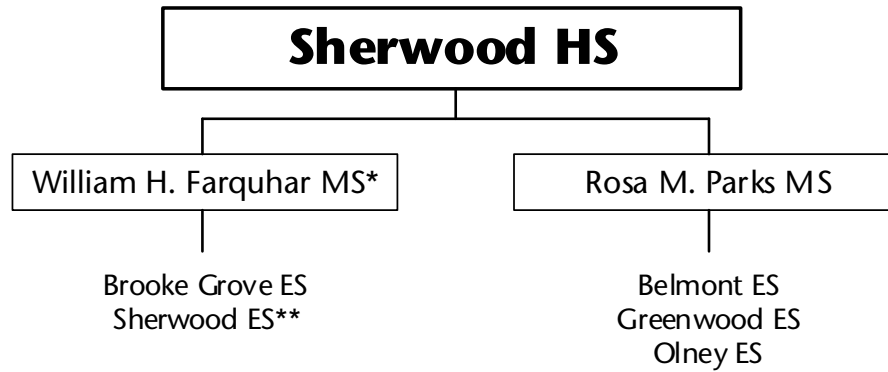 Sherwood HS
William H. Farquhar MS*
Rosa M. Parks MS
Brooke Grove ES
Sherwood ES**
Belmont ES
Greenwood ES
Olney ES